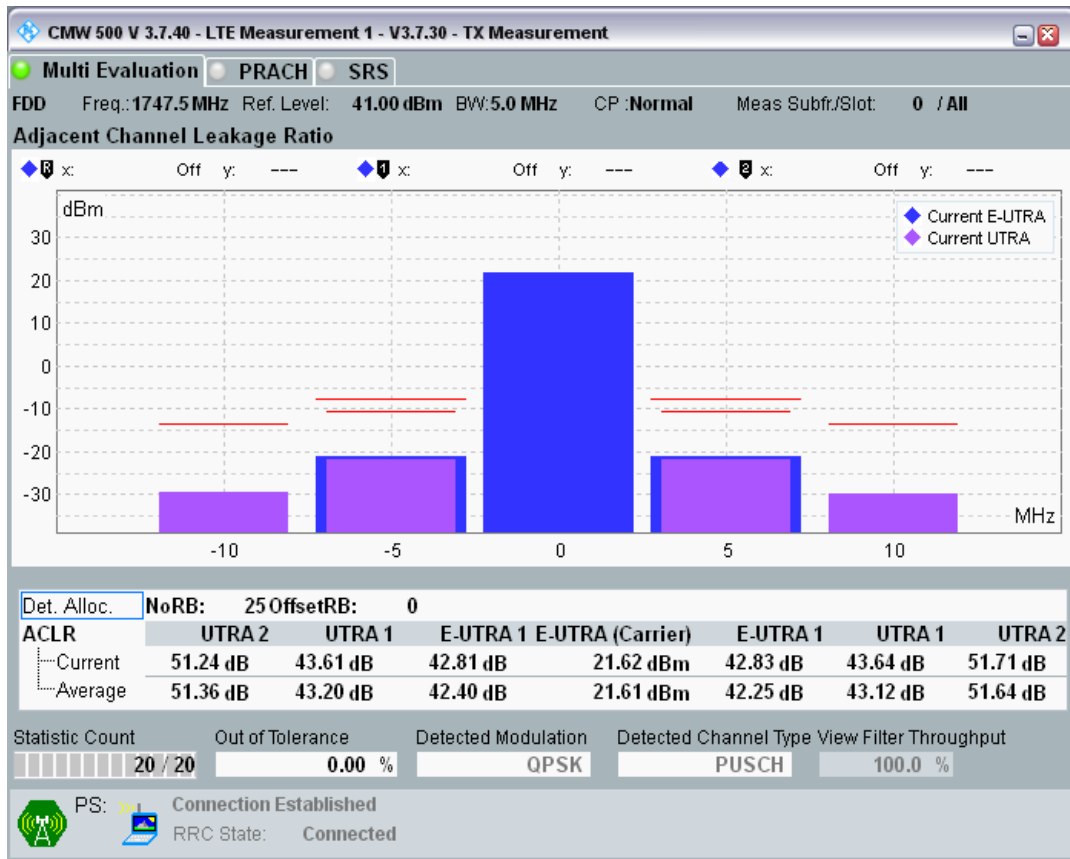 CMW 500 V 3.7.40 - LTE Measurement 1 - V3.7.30 - TX Measurement
Multi Evaluation PRACH SRS
FDD Freq.:1747.5 MHz Ref. Level: 41.00 dBm BW:5.0 MHz CP :Normal Meas Subfr./Slot: 0 / All
Adjacent Channel Leakage Ratio
R x: Off y: --- 1 x: Off y: --- 2 x: Off y: ---
dBm
Current E-UTRA
Current UTRA
30
20
10
0
-10
-20
-30
MHz
-10 -5 0 5 10
Det. Alloc. NoRB: 25 OffsetRB: 0
ACLR UTRA 2 UTRA 1 E-UTRA 1 E-UTRA (Carrier) E-UTRA 1 UTRA 1 UTRA 2
Current 51.24 dB 43.61 dB 42.81 dB 21.62 dBm 42.83 dB 43.64 dB 51.71 dB
Average 51.36 dB 43.20 dB 42.40 dB 21.61 dBm 42.25 dB 43.12 dB 51.64 dB
Statistic Count Out of Tolerance Detected Modulation Detected Channel Type View Filter Throughput
20 / 20 0.00 % QPSK PUSCH 100.0 %
PS: Connection Established
RRC State: Connected